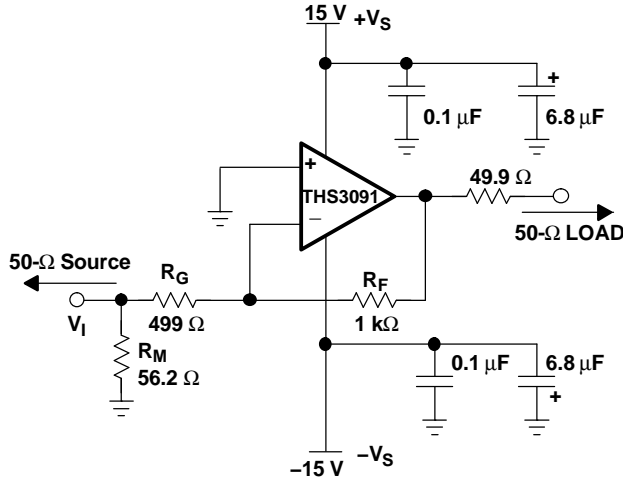 15 V
+VS
+
0.1 µF
6.8 µF
+
THS3091
−
49.9 Ω
50-Ω LOAD
50-Ω Source
RG
RF
VI
499 Ω
1 kΩ
RM
56.2 Ω
0.1 µF
6.8 µF
+
−VS
−15 V